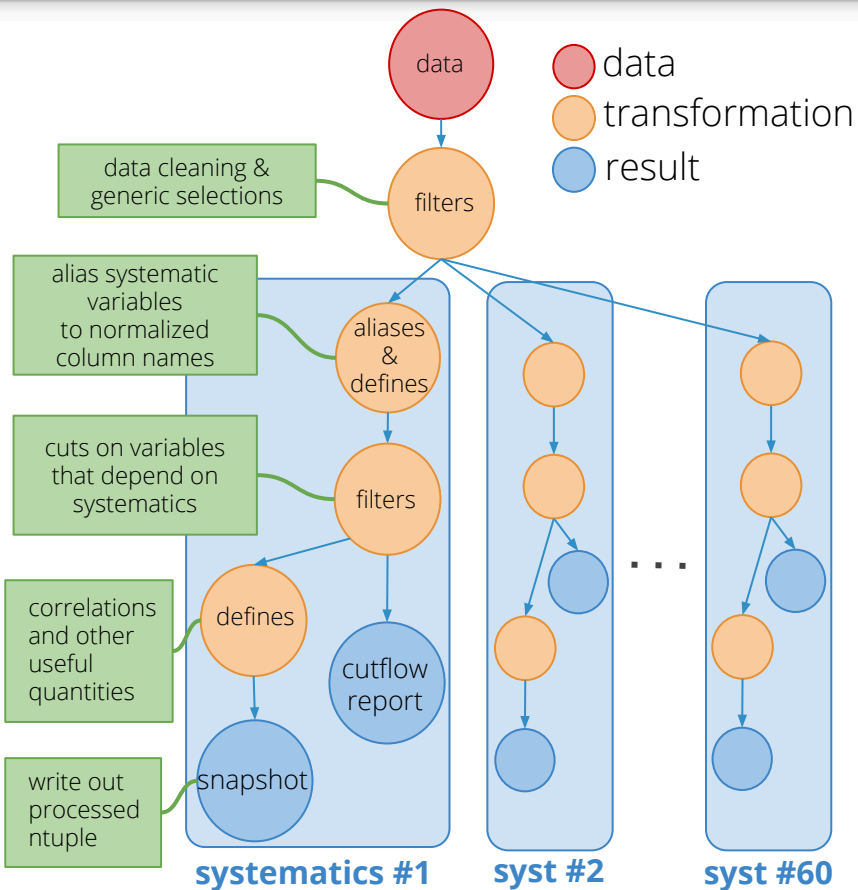 data
data
transformation
result
data cleaning &
generic selections
filters
alias systematic
variables
to normalized
column names
aliases
&
defines
cuts on variables
that depend on
systematics
filters
. . .
correlations
and other
useful
quantities
defines
cutflow
report
write out
processed
ntuple
snapshot
systematics #1
syst #2
syst #60